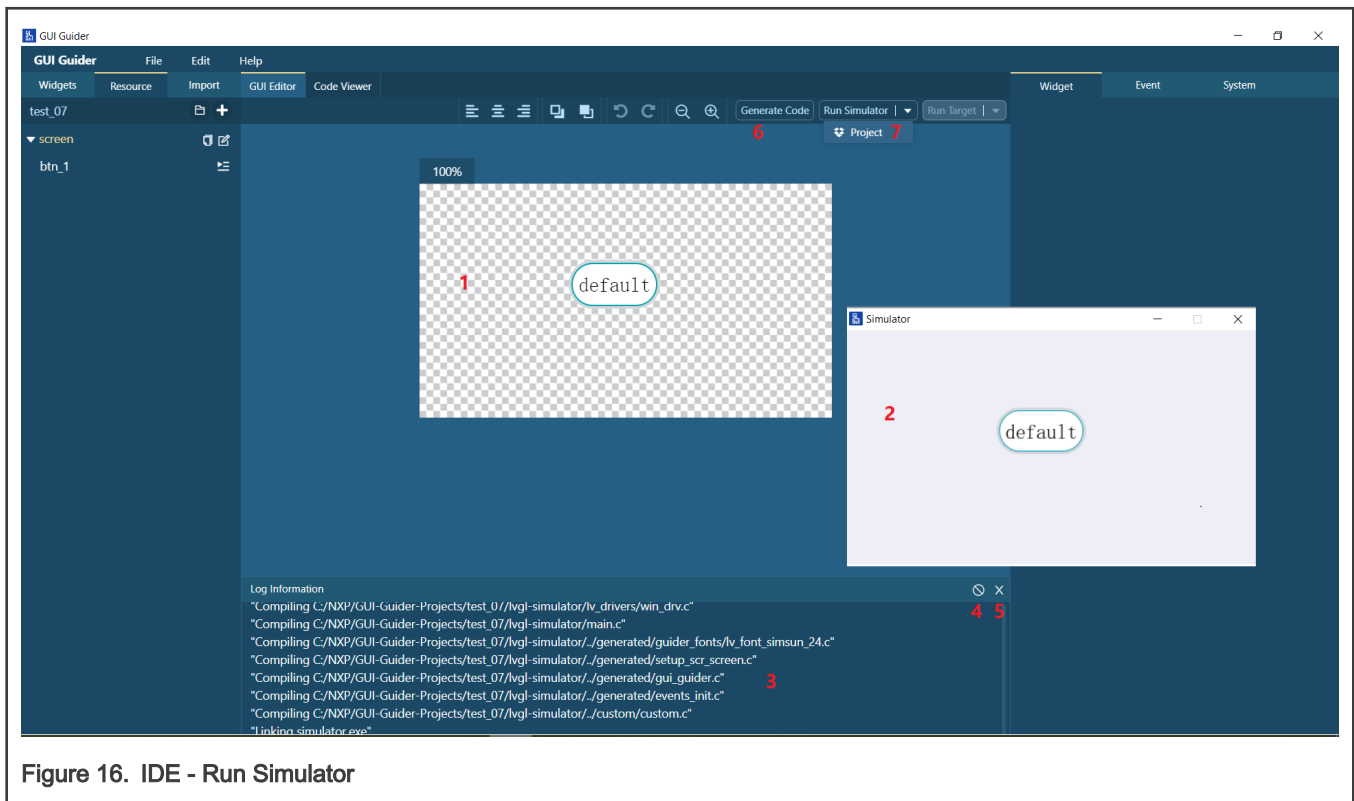 GUI Guider
GUI Guider File Edit Help
Widgets Resource Import GUI Editor Code Viewer Widget Event System
test_07 Generate Code Run Simulator Run Target
6 Project 7
screen
btn_1
100%
1 default
Simulator
2
default
Log Information
4 5
"Compiling C:/NXP/GUI-Guider-Projects/test_07/lvgl-simulator/lv_drivers/win_drv.c"
"Compiling C:/NXP/GUI-Guider-Projects/test_07/lvgl-simulator/main.c"
"Compiling C:/NXP/GUI-Guider-Projects/test_07/lvgl-simulator/../generated/guider_fonts/lv_font_simsun_24.c"
"Compiling C:/NXP/GUI-Guider-Projects/test_07/lvgl-simulator/../generated/setup_scr_screen.c"
"Compiling C:/NXP/GUI-Guider-Projects/test_07/lvgl-simulator/../generated/gui_guider.c"
3
"Compiling C:/NXP/GUI-Guider-Projects/test_07/lvgl-simulator/../generated/events_init.c"
"Compiling C:/NXP/GUI-Guider-Projects/test_07/lvgl-simulator/../custom/custom.c"
"Linking simulator.exe"
Figure 16. IDE - Run Simulator